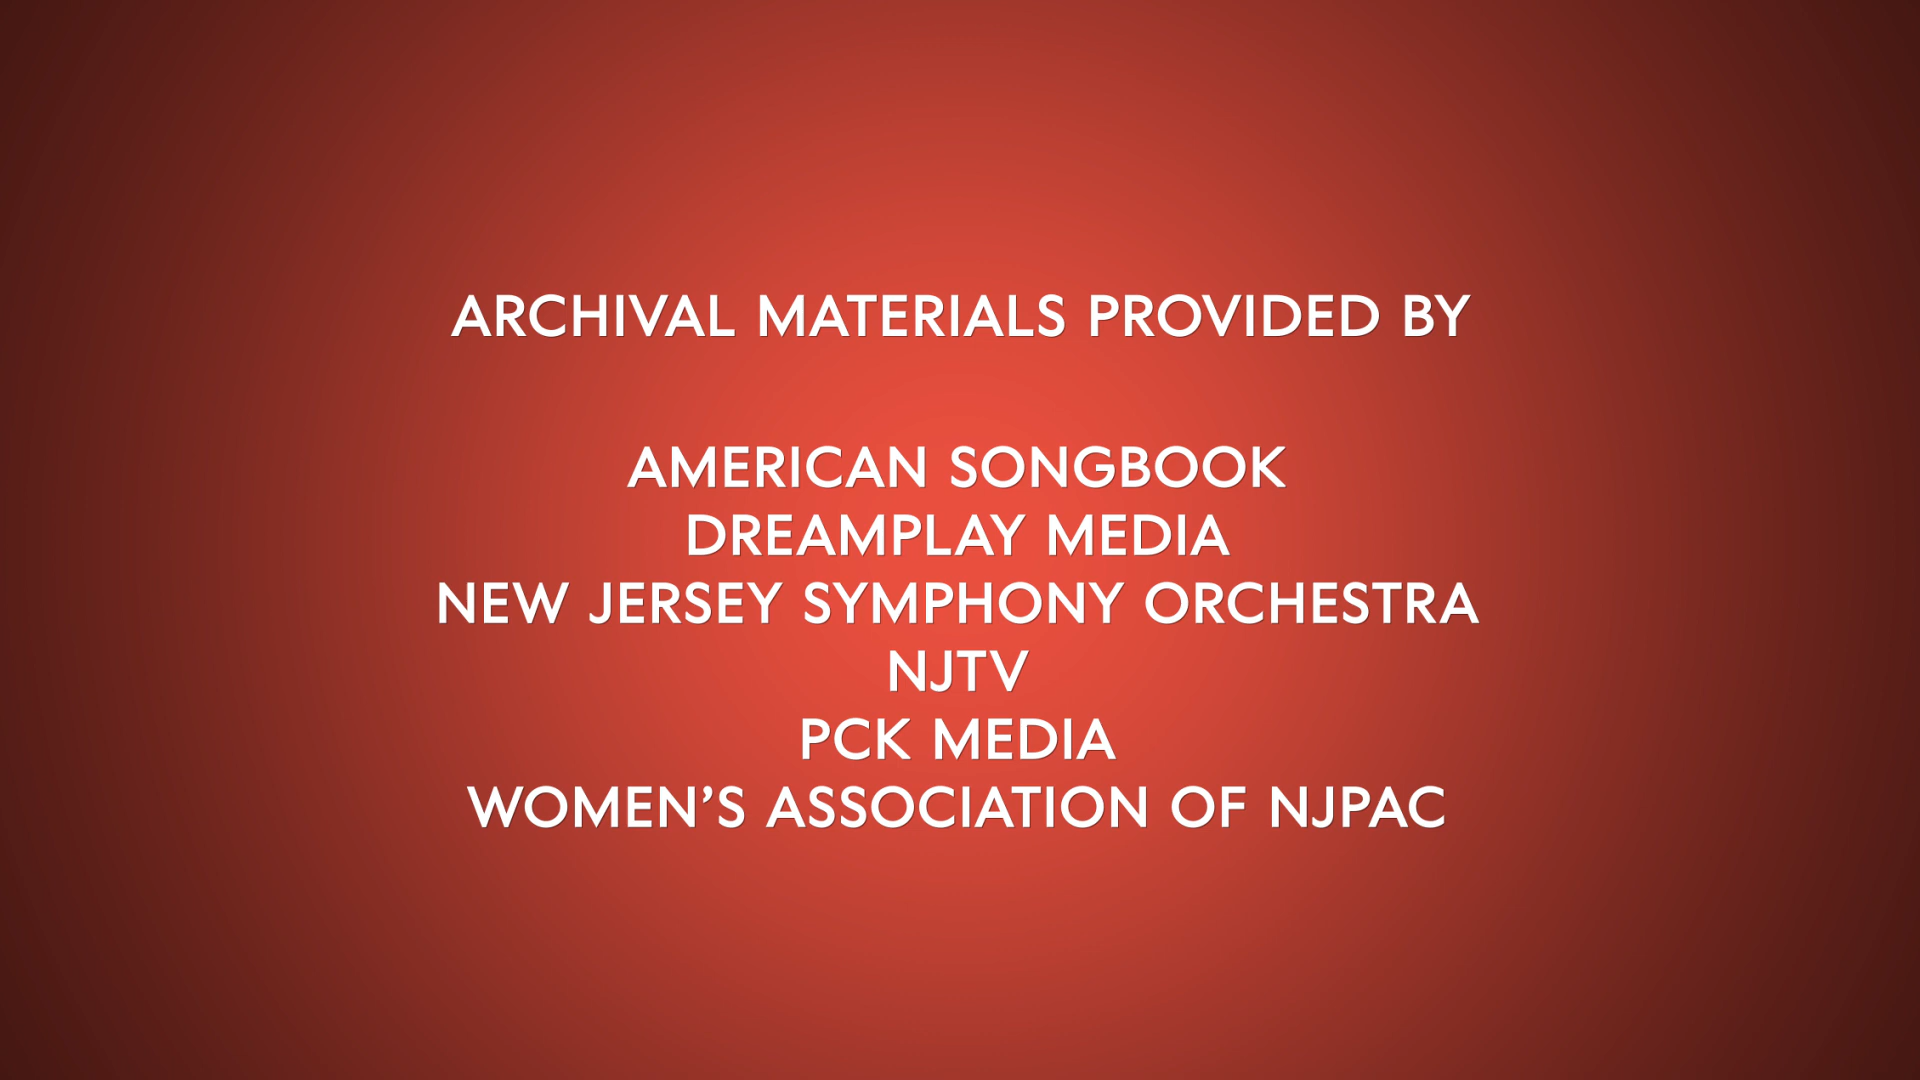 ARCHIVAL MATERIALS PROVIDED BY
AMERICAN SONGBOOK
DREAMPLAY MEDIA
NEW JERSEY SYMPHONY ORCHESTRA
NJTV
PCK MEDIA
WOMEN’S ASSOCIATION OF NJPAC